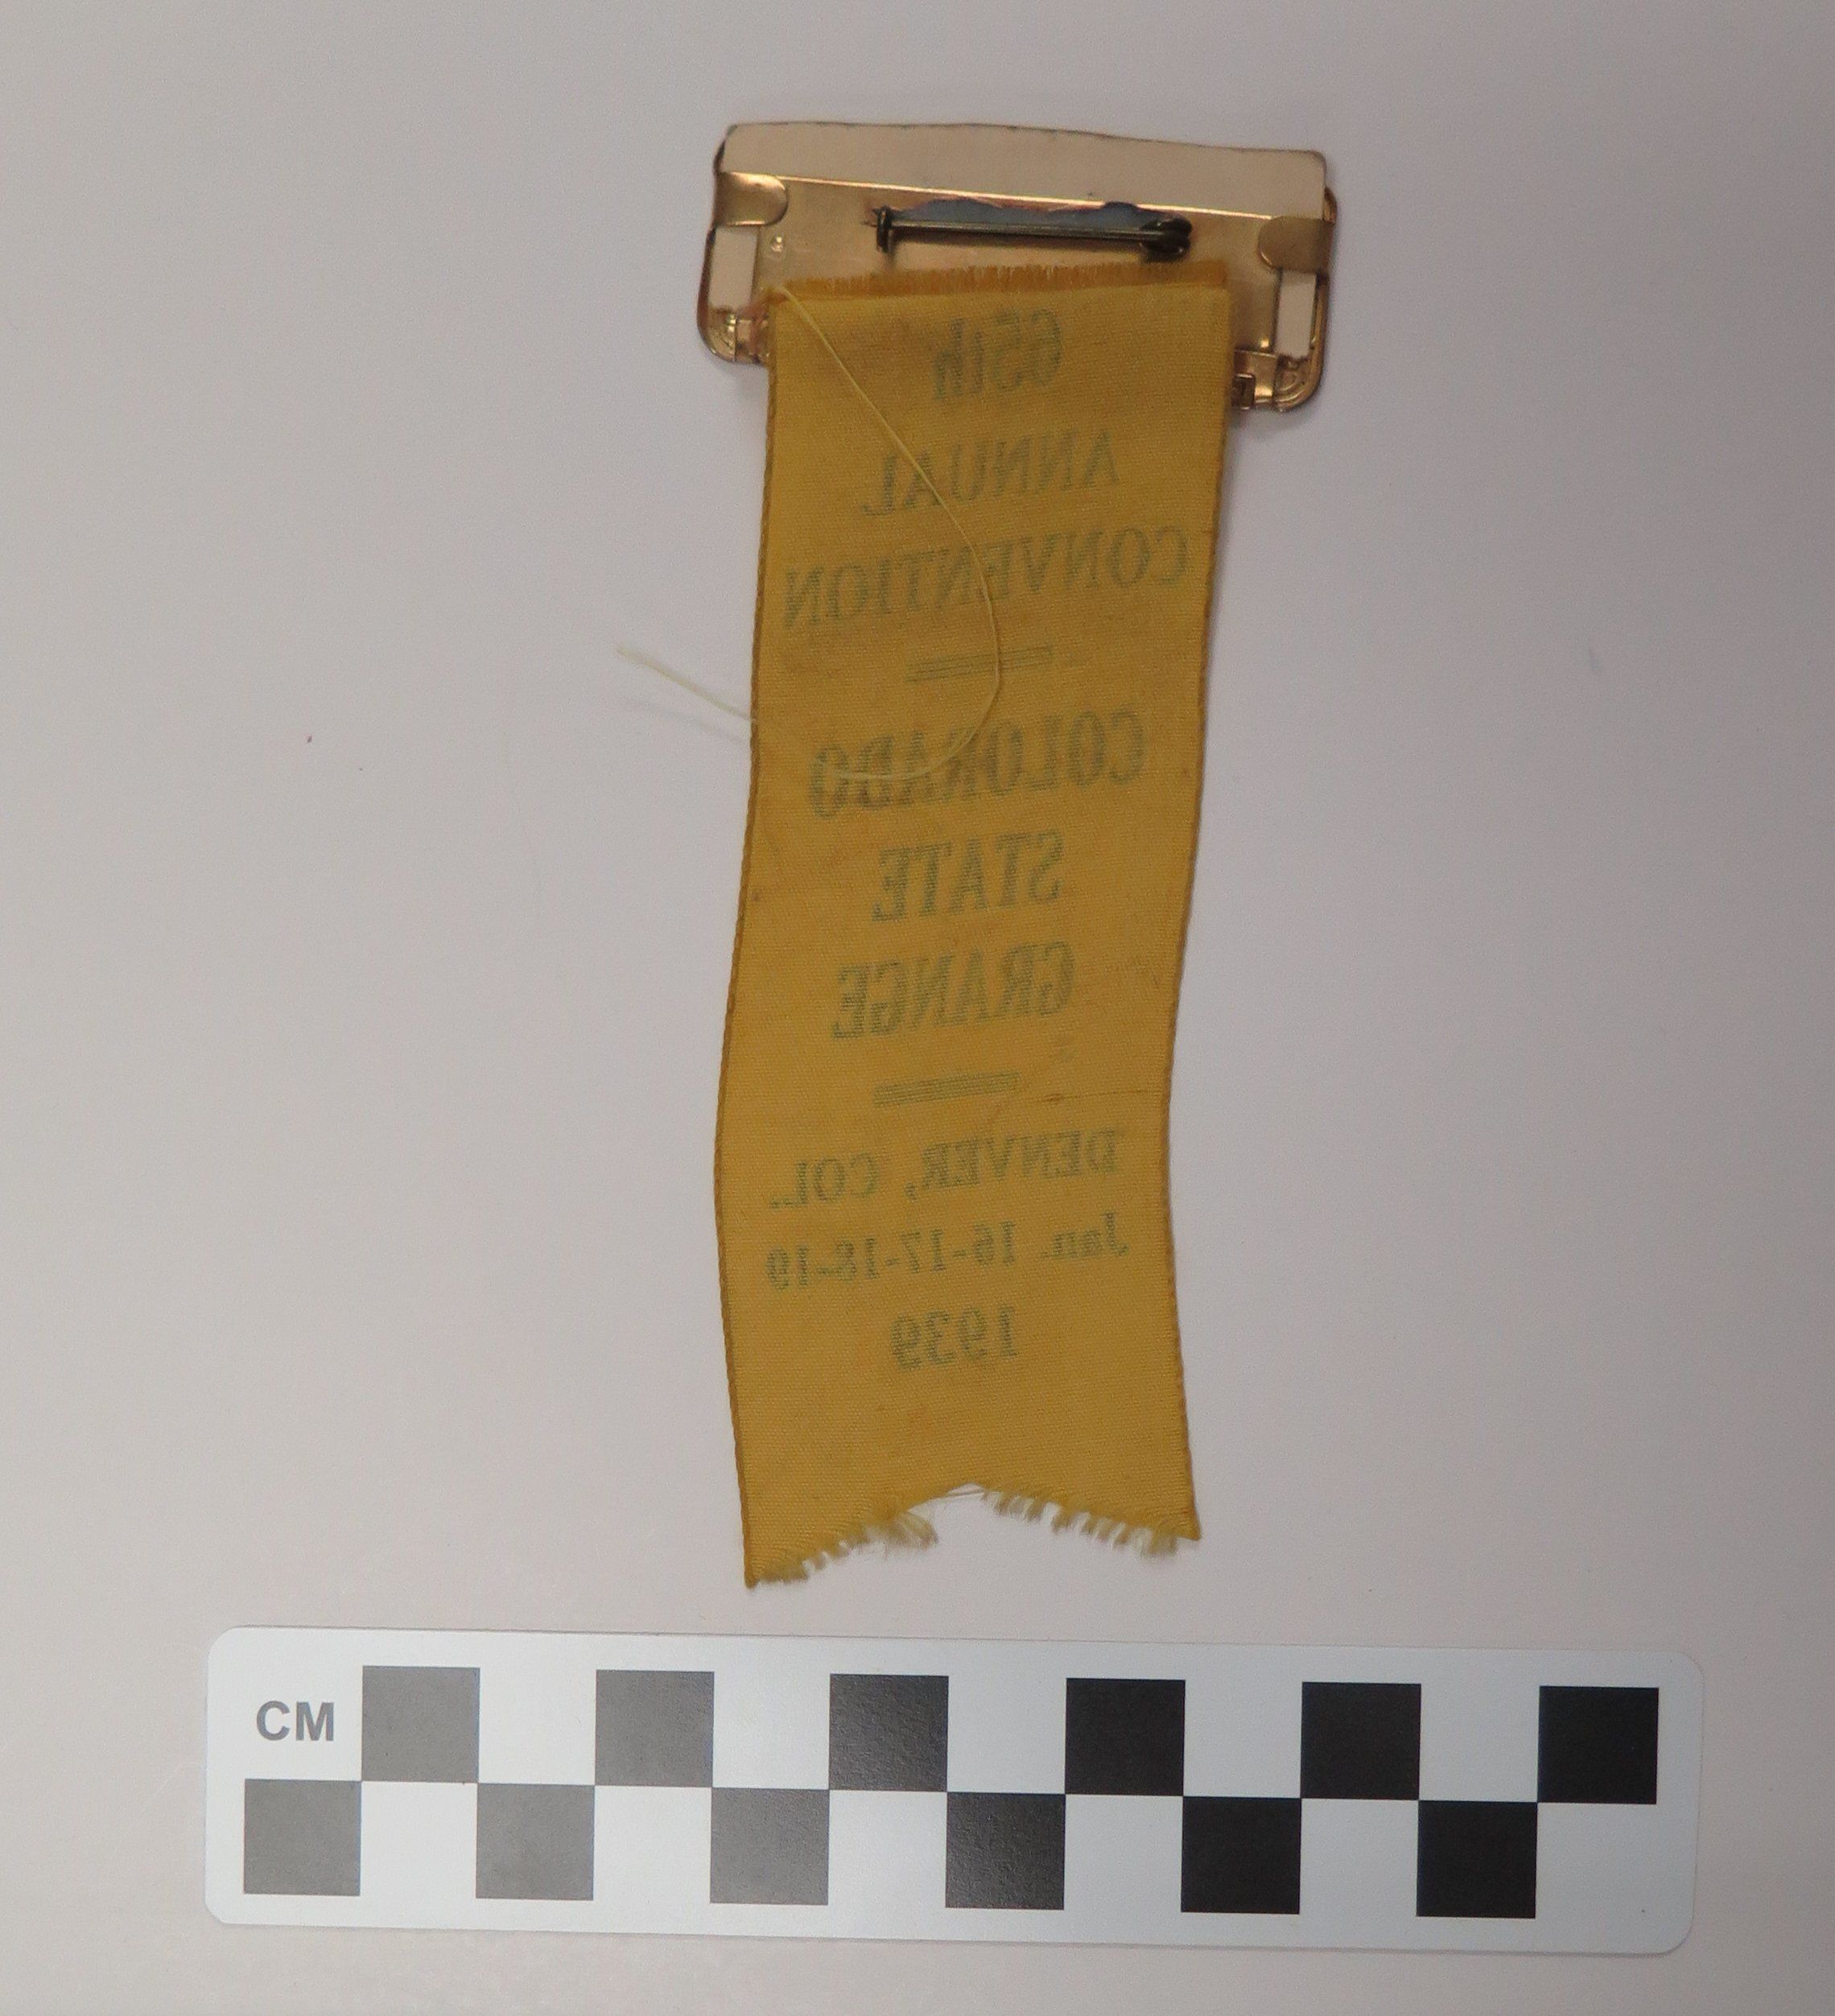 65th
ANNUAL
CONVENTION
COLORADO
STATE
GRANGE
DENVER, COL.
Jan. 16-17-18-19
1939
CM